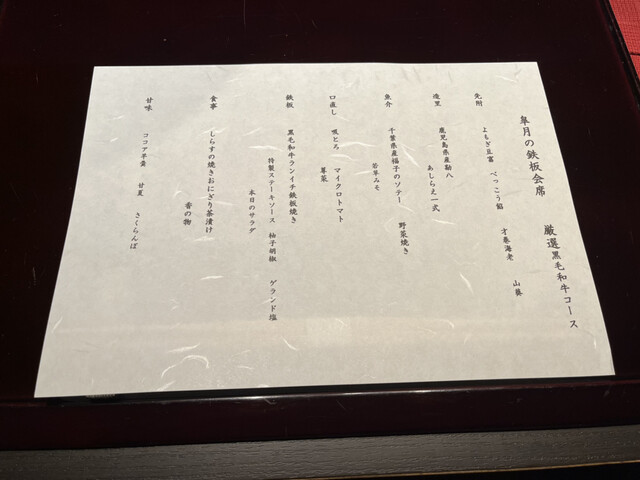 皐月の鉄板会席　厳選黒毛和牛コース
先附
よもぎ豆富　べっこう餡　才巻海老　山葵
造里
鹿児島県産勘八
あしらえ一式
魚介
千葉県産福子のソテー　野菜焼き
若草みそ
口直し
吸とろ　マイクロトマト
蓴菜
鉄板
黒毛和牛ランイチ鉄板焼き
特製ステーキソース　柚子胡椒　ゲランド塩
本日のサラダ
食事
しらすの焼きおにぎり茶漬け
香の物
甘味
ココア羊羹　甘夏　さくらんぼ